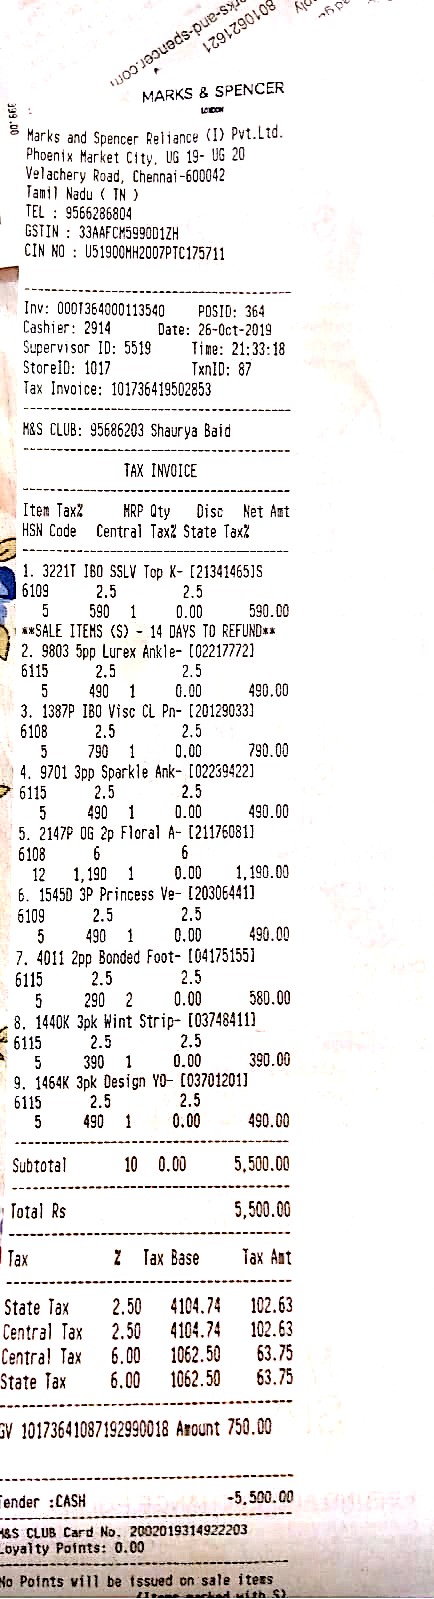 8010621621
MARKS & SPENCER
LONDON
399.00
Marks and Spencer Reliance (I) Pvt.Ltd.
Phoenix Market City, UG 19- UG 20
Velachery Road, Chennai-600042
Tamil Nadu ( TN )
TEL : 9566286804
GSTIN : 33AAFCM5990D1ZH
CIN NO : U51900MH2007PTC175711
Inv: 000T364000113540 POSID: 364
Cashier: 2914 Date: 26-Oct-2019
Supervisor ID: 5519 Time: 21:33:18
StoreID: 1017 TxnID: 87
Tax Invoice: 101736419502853
M&S CLUB: 95686203 Shaurya Baid
TAX INVOICE
Item Tax% MRP Qty Disc Net Amt
HSN Code Central Tax% State Tax%
1. 3221T IBO SSLV Top K- [21341465]S
6109 2.5 2.5
5 590 1 0.00 590.00
**SALE ITEMS (S) - 14 DAYS TO REFUND**
2. 9803 5pp Lurex Ankle- [02217772]
6115 2.5 2.5
5 490 1 0.00 490.00
3. 1387P IBO Visc CL Pn- [20129033]
6108 2.5 2.5
5 790 1 0.00 790.00
4. 9701 3pp Sparkle Ank- [02239422]
6115 2.5 2.5
5 490 1 0.00 490.00
5. 2147P OG 2p Floral A- [21176081]
6108 6 6
12 1,190 1 0.00 1,190.00
6. 1545D 3P Princess Ve- [20306441]
6109 2.5 2.5
5 490 1 0.00 490.00
7. 4011 2pp Bonded Foot- [04175155]
6115 2.5 2.5
5 290 2 0.00 580.00
8. 1440K 3pk Wint Strip- [03748411]
6115 2.5 2.5
5 390 1 0.00 390.00
9. 1464K 3pk Design YO- [03701201]
6115 2.5 2.5
5 490 1 0.00 490.00
Subtotal 10 0.00 5,500.00
Total Rs 5,500.00
Tax % Tax Base Tax Amt
State Tax 2.50 4104.74 102.63
Central Tax 2.50 4104.74 102.63
Central Tax 6.00 1062.50 63.75
State Tax 6.00 1062.50 63.75
GV 10173641087192990018 Amount 750.00
Tender :CASH -5,500.00
M&S CLUB Card No. 2002019314922203
Loyalty Points: 0.00
No Points will be issued on sale items
(Items marked with S)